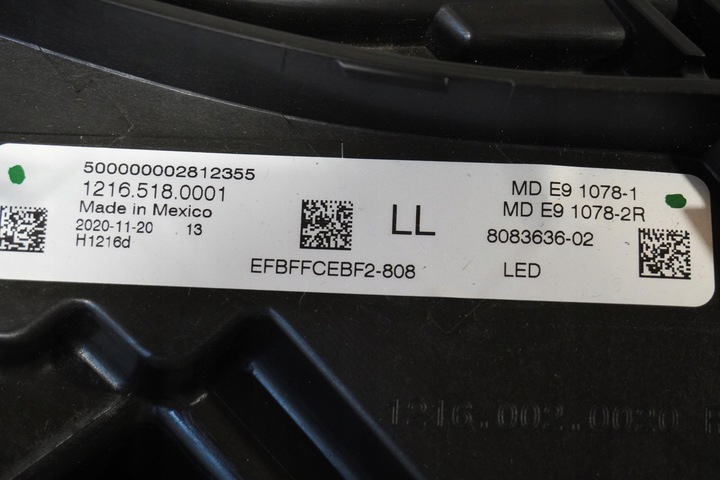 500000002812355
1216.518.0001
Made in Mexico
2020-11-20 13
H1216d
EFBFFCEBF2-808
LL
MD E9 1078-1
MD E9 1078-2R
8083636-02
LED
1216.002.0020